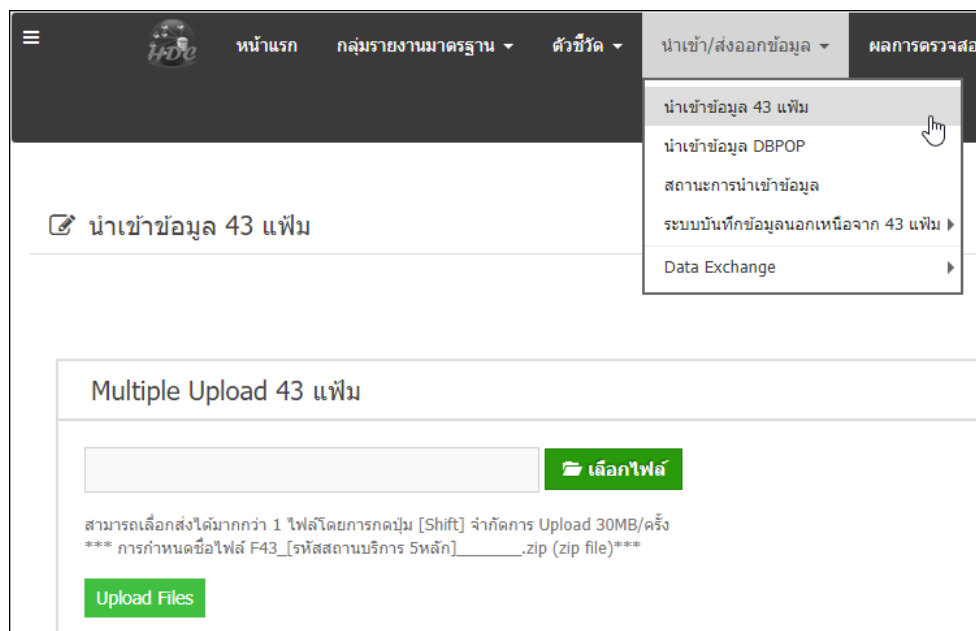 HDC หน้าแรก กลุ่มรายงานมาตรฐาน ตัวชี้วัด นำเข้า/ส่งออกข้อมูล
นำเข้าข้อมูล 43 แฟ้ม
นำเข้าข้อมูล DBPOP
สถานะการนำเข้าข้อมูล
ระบบบันทึกข้อมูลนอกเหนือจาก 43 แฟ้ม
Data Exchange
นำเข้าข้อมูล 43 แฟ้ม
Multiple Upload 43 แฟ้ม
เลือกไฟล์
สามารถเลือกส่งได้มากกว่า 1 ไฟล์โดยการกดปุ่ม [Shift] จำกัดการ Upload 30MB/ครั้ง
*** การกำหนดชื่อไฟล์ F43_[รหัสสถานบริการ 5หลัก]________.zip (zip file)***
Upload Files